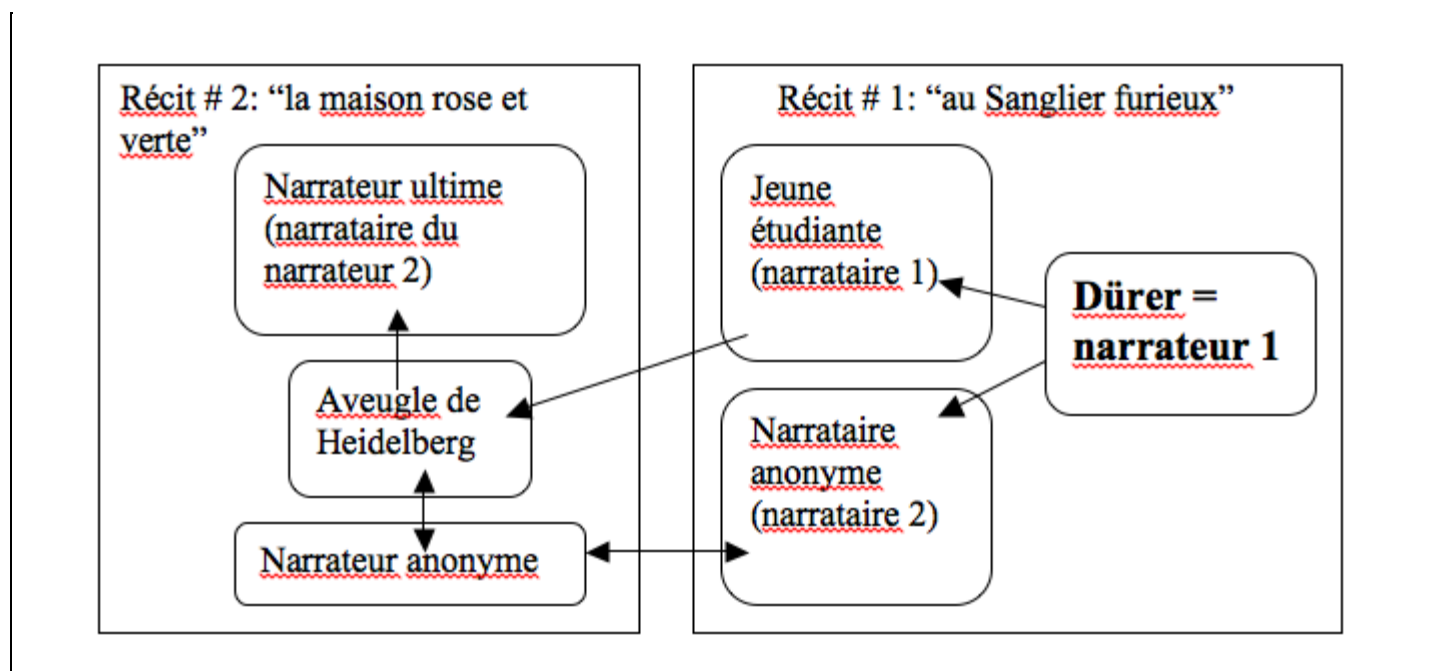 Récit # 2: “la maison rose et
verte”
Narrateur ultime
(narrataire du
narrateur 2)
Aveugle de
Heidelberg
Narrateur anonyme
Récit # 1: “au Sanglier furieux”
Jeune
étudiante
(narrataire 1)
Narrataire
anonyme
(narrataire 2)
Dürer =
narrateur 1